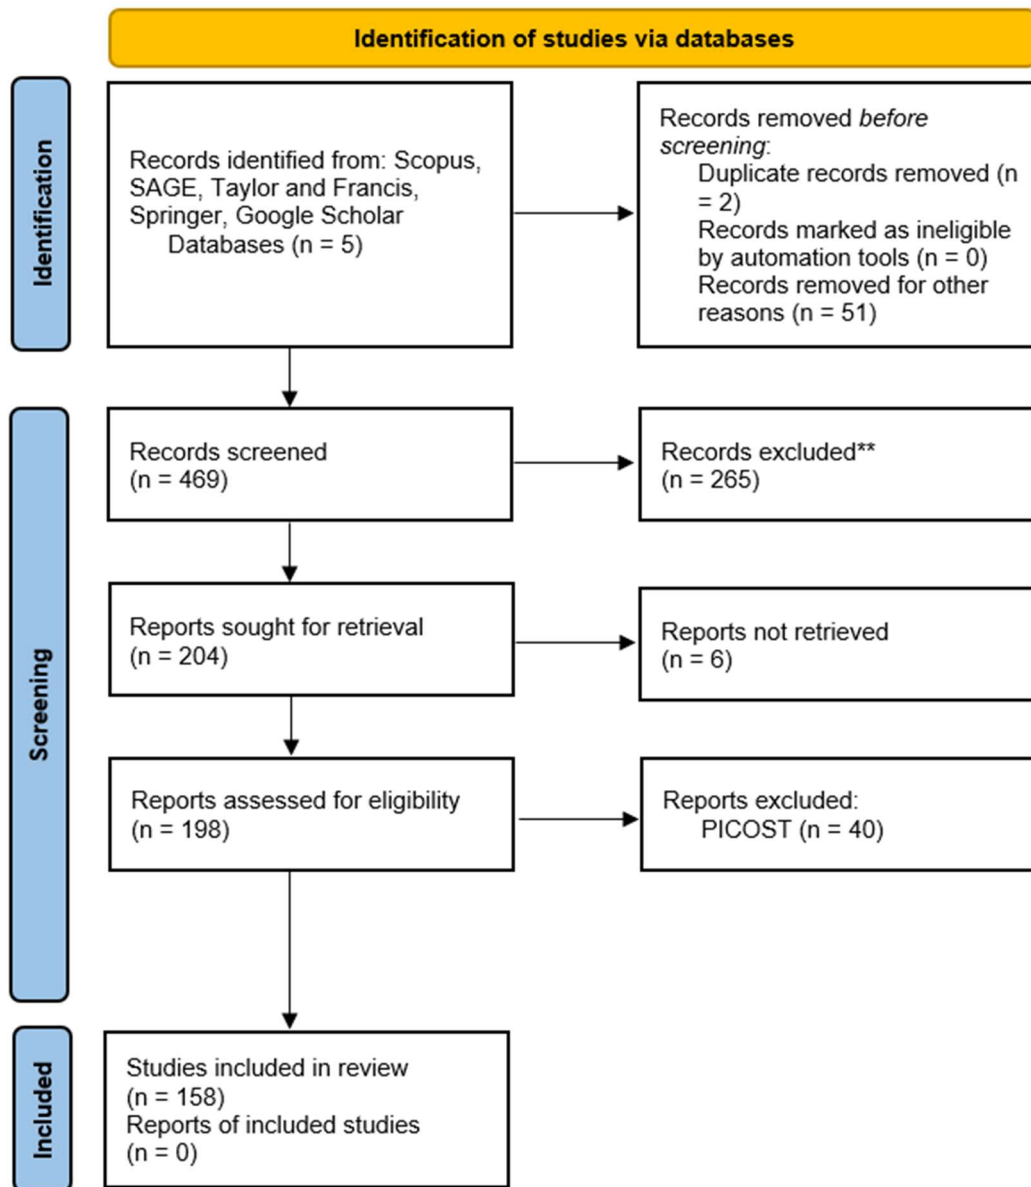 Identification of studies via databases
Identification
Records identified from: Scopus,
SAGE, Taylor and Francis,
Springer, Google Scholar
Databases (n = 5)
Records removed before
screening:
Duplicate records removed (n
= 2)
Records marked as ineligible
by automation tools (n = 0)
Records removed for other
reasons (n = 51)
Screening
Records screened
(n = 469)
Records excluded**
(n = 265)
Reports sought for retrieval
(n = 204)
Reports not retrieved
(n = 6)
Reports assessed for eligibility
(n = 198)
Reports excluded:
PICOST (n = 40)
Included
Studies included in review
(n = 158)
Reports of included studies
(n = 0)